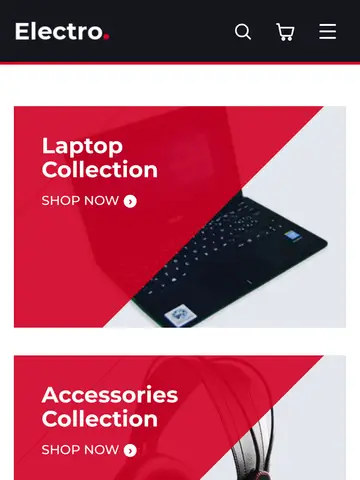 Electro.
Laptop
Collection
SHOP NOW
Accessories
Collection
SHOP NOW